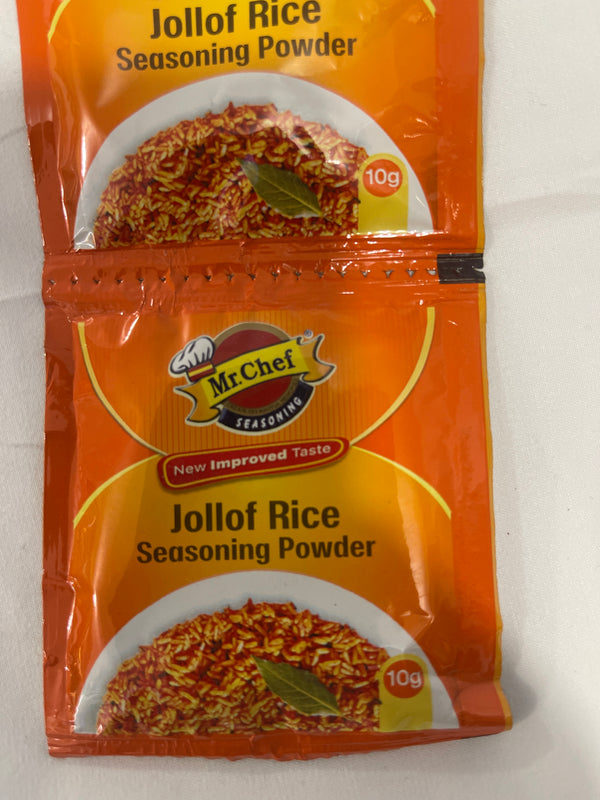 Jollof Rice
Seasoning Powder
10g
Mr.Chef®
SEASONING
New Improved Taste
Jollof Rice
Seasoning Powder
10g